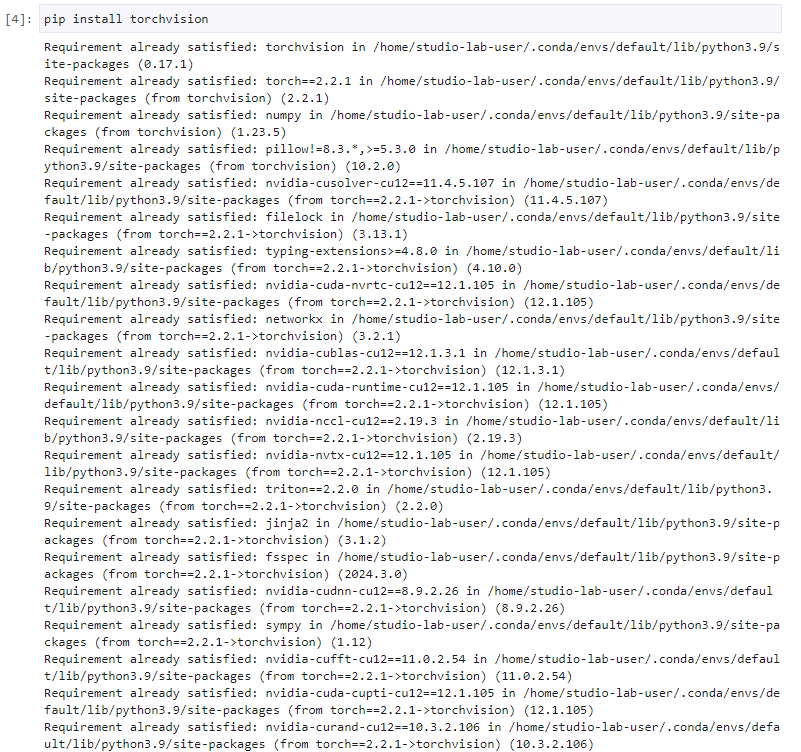 [4]: pip install torchvision
Requirement already satisfied: torchvision in /home/studio-lab-user/.conda/envs/default/lib/python3.9/s
ite-packages (0.17.1)
Requirement already satisfied: torch==2.2.1 in /home/studio-lab-user/.conda/envs/default/lib/python3.9/
site-packages (from torchvision) (2.2.1)
Requirement already satisfied: numpy in /home/studio-lab-user/.conda/envs/default/lib/python3.9/site-pa
ckages (from torchvision) (1.23.5)
Requirement already satisfied: pillow!=8.3.*,>=5.3.0 in /home/studio-lab-user/.conda/envs/default/lib/p
ython3.9/site-packages (from torchvision) (10.2.0)
Requirement already satisfied: nvidia-cusolver-cu12==11.4.5.107 in /home/studio-lab-user/.conda/envs/de
fault/lib/python3.9/site-packages (from torch==2.2.1->torchvision) (11.4.5.107)
Requirement already satisfied: filelock in /home/studio-lab-user/.conda/envs/default/lib/python3.9/site
-packages (from torch==2.2.1->torchvision) (3.13.1)
Requirement already satisfied: typing-extensions>=4.8.0 in /home/studio-lab-user/.conda/envs/default/li
b/python3.9/site-packages (from torch==2.2.1->torchvision) (4.10.0)
Requirement already satisfied: nvidia-cuda-nvrtc-cu12==12.1.105 in /home/studio-lab-user/.conda/envs/de
fault/lib/python3.9/site-packages (from torch==2.2.1->torchvision) (12.1.105)
Requirement already satisfied: networkx in /home/studio-lab-user/.conda/envs/default/lib/python3.9/site
-packages (from torch==2.2.1->torchvision) (3.2.1)
Requirement already satisfied: nvidia-cublas-cu12==12.1.3.1 in /home/studio-lab-user/.conda/envs/defaul
t/lib/python3.9/site-packages (from torch==2.2.1->torchvision) (12.1.3.1)
Requirement already satisfied: nvidia-cuda-runtime-cu12==12.1.105 in /home/studio-lab-user/.conda/envs/
default/lib/python3.9/site-packages (from torch==2.2.1->torchvision) (12.1.105)
Requirement already satisfied: nvidia-nccl-cu12==2.19.3 in /home/studio-lab-user/.conda/envs/default/li
b/python3.9/site-packages (from torch==2.2.1->torchvision) (2.19.3)
Requirement already satisfied: nvidia-nvtx-cu12==12.1.105 in /home/studio-lab-user/.conda/envs/default/
lib/python3.9/site-packages (from torch==2.2.1->torchvision) (12.1.105)
Requirement already satisfied: triton==2.2.0 in /home/studio-lab-user/.conda/envs/default/lib/python3.
9/site-packages (from torch==2.2.1->torchvision) (2.2.0)
Requirement already satisfied: jinja2 in /home/studio-lab-user/.conda/envs/default/lib/python3.9/site-p
ackages (from torch==2.2.1->torchvision) (3.1.2)
Requirement already satisfied: fsspec in /home/studio-lab-user/.conda/envs/default/lib/python3.9/site-p
ackages (from torch==2.2.1->torchvision) (2024.3.0)
Requirement already satisfied: nvidia-cudnn-cu12==8.9.2.26 in /home/studio-lab-user/.conda/envs/defaul
t/lib/python3.9/site-packages (from torch==2.2.1->torchvision) (8.9.2.26)
Requirement already satisfied: sympy in /home/studio-lab-user/.conda/envs/default/lib/python3.9/site-pa
ckages (from torch==2.2.1->torchvision) (1.12)
Requirement already satisfied: nvidia-cufft-cu12==11.0.2.54 in /home/studio-lab-user/.conda/envs/defaul
t/lib/python3.9/site-packages (from torch==2.2.1->torchvision) (11.0.2.54)
Requirement already satisfied: nvidia-cuda-cupti-cu12==12.1.105 in /home/studio-lab-user/.conda/envs/de
fault/lib/python3.9/site-packages (from torch==2.2.1->torchvision) (12.1.105)
Requirement already satisfied: nvidia-curand-cu12==10.3.2.106 in /home/studio-lab-user/.conda/envs/defa
ult/lib/python3.9/site-packages (from torch==2.2.1->torchvision) (10.3.2.106)